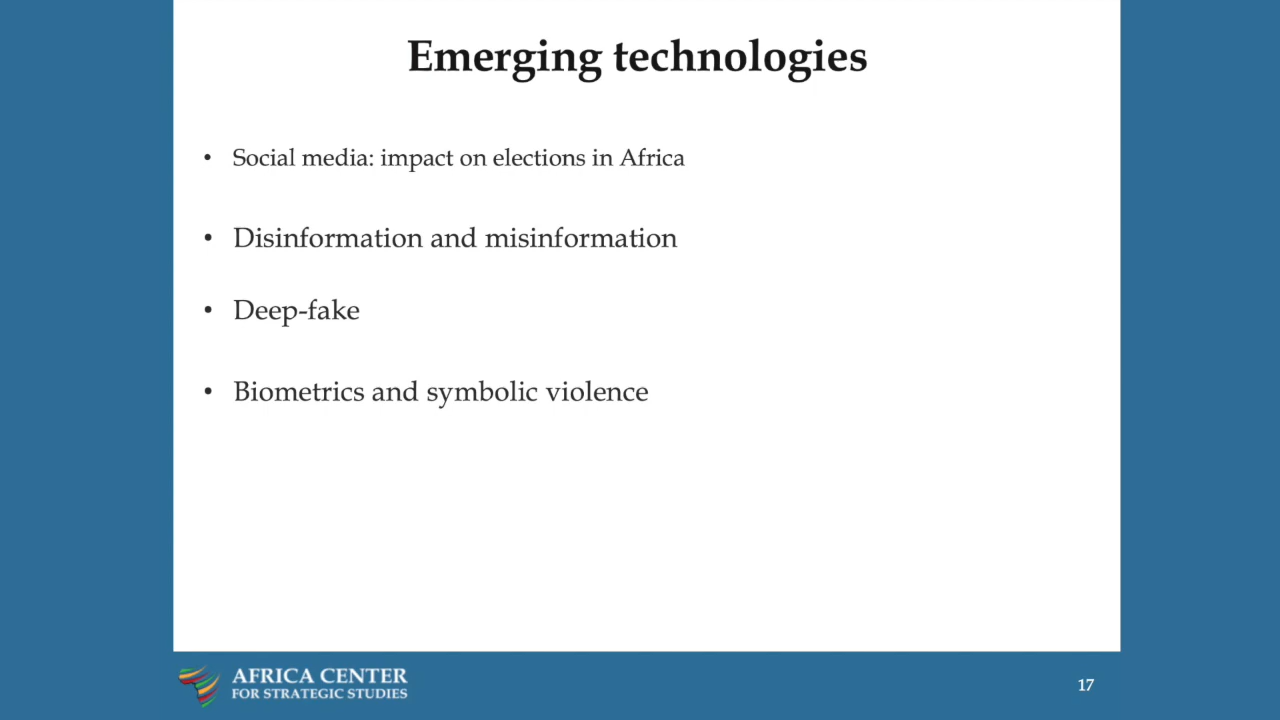 Emerging technologies
• Social media: impact on elections in Africa
• Disinformation and misinformation
• Deep-fake
• Biometrics and symbolic violence
AFRICA CENTER
FOR STRATEGIC STUDIES
17